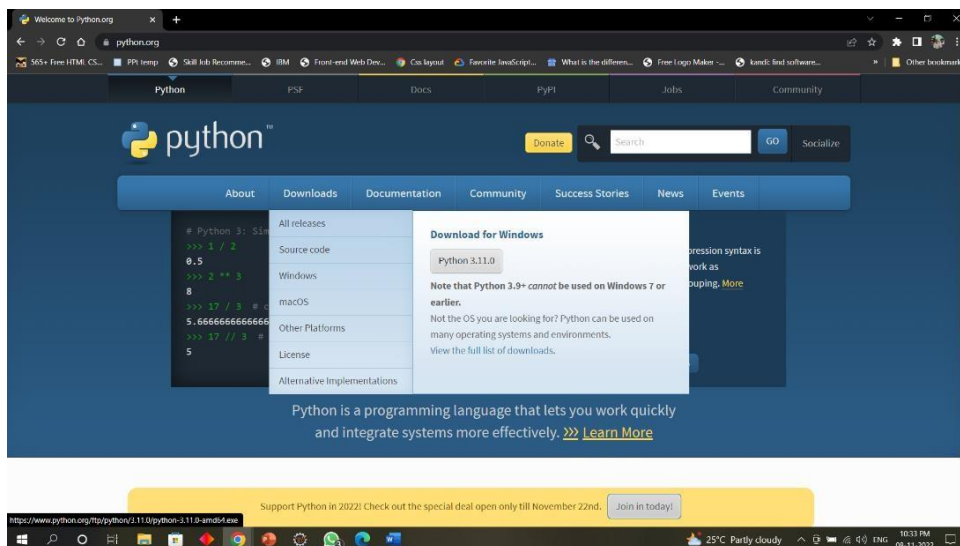 Welcome to Python.org
python.org
565+ Free HTML CS... PPt temp Skill Job Recomme... IBM Front-end Web Dev... Css layout Favorite JavaScript... What is the differen... Free Logo Maker -... kandi: find software... » Other bookmark
Python PSF Docs PyPI Jobs Community
python™
Donate Search GO Socialize
About Downloads Documentation Community Success Stories News Events
# Python 3: Sim
>>> 1 / 2
0.5
>>> 2 ** 3
8
>>> 17 / 3 # c
5.66666666666666
>>> 17 // 3 #
5
All releases
Source code
Windows
macOS
Other Platforms
License
Alternative Implementations
Download for Windows
Python 3.11.0
Note that Python 3.9+ cannot be used on Windows 7 or
earlier.
Not the OS you are looking for? Python can be used on
many operating systems and environments.
View the full list of downloads.
pression syntax is
work as
ouping. More
Python is a programming language that lets you work quickly
and integrate systems more effectively. >>> Learn More
Support Python in 2022! Check out the special deal open only till November 22nd. Join in today!
https://www.python.org/ftp/python/3.11.0/python-3.11.0-amd64.exe
25°C Partly cloudy ENG 10:33 PM
08-11-2022